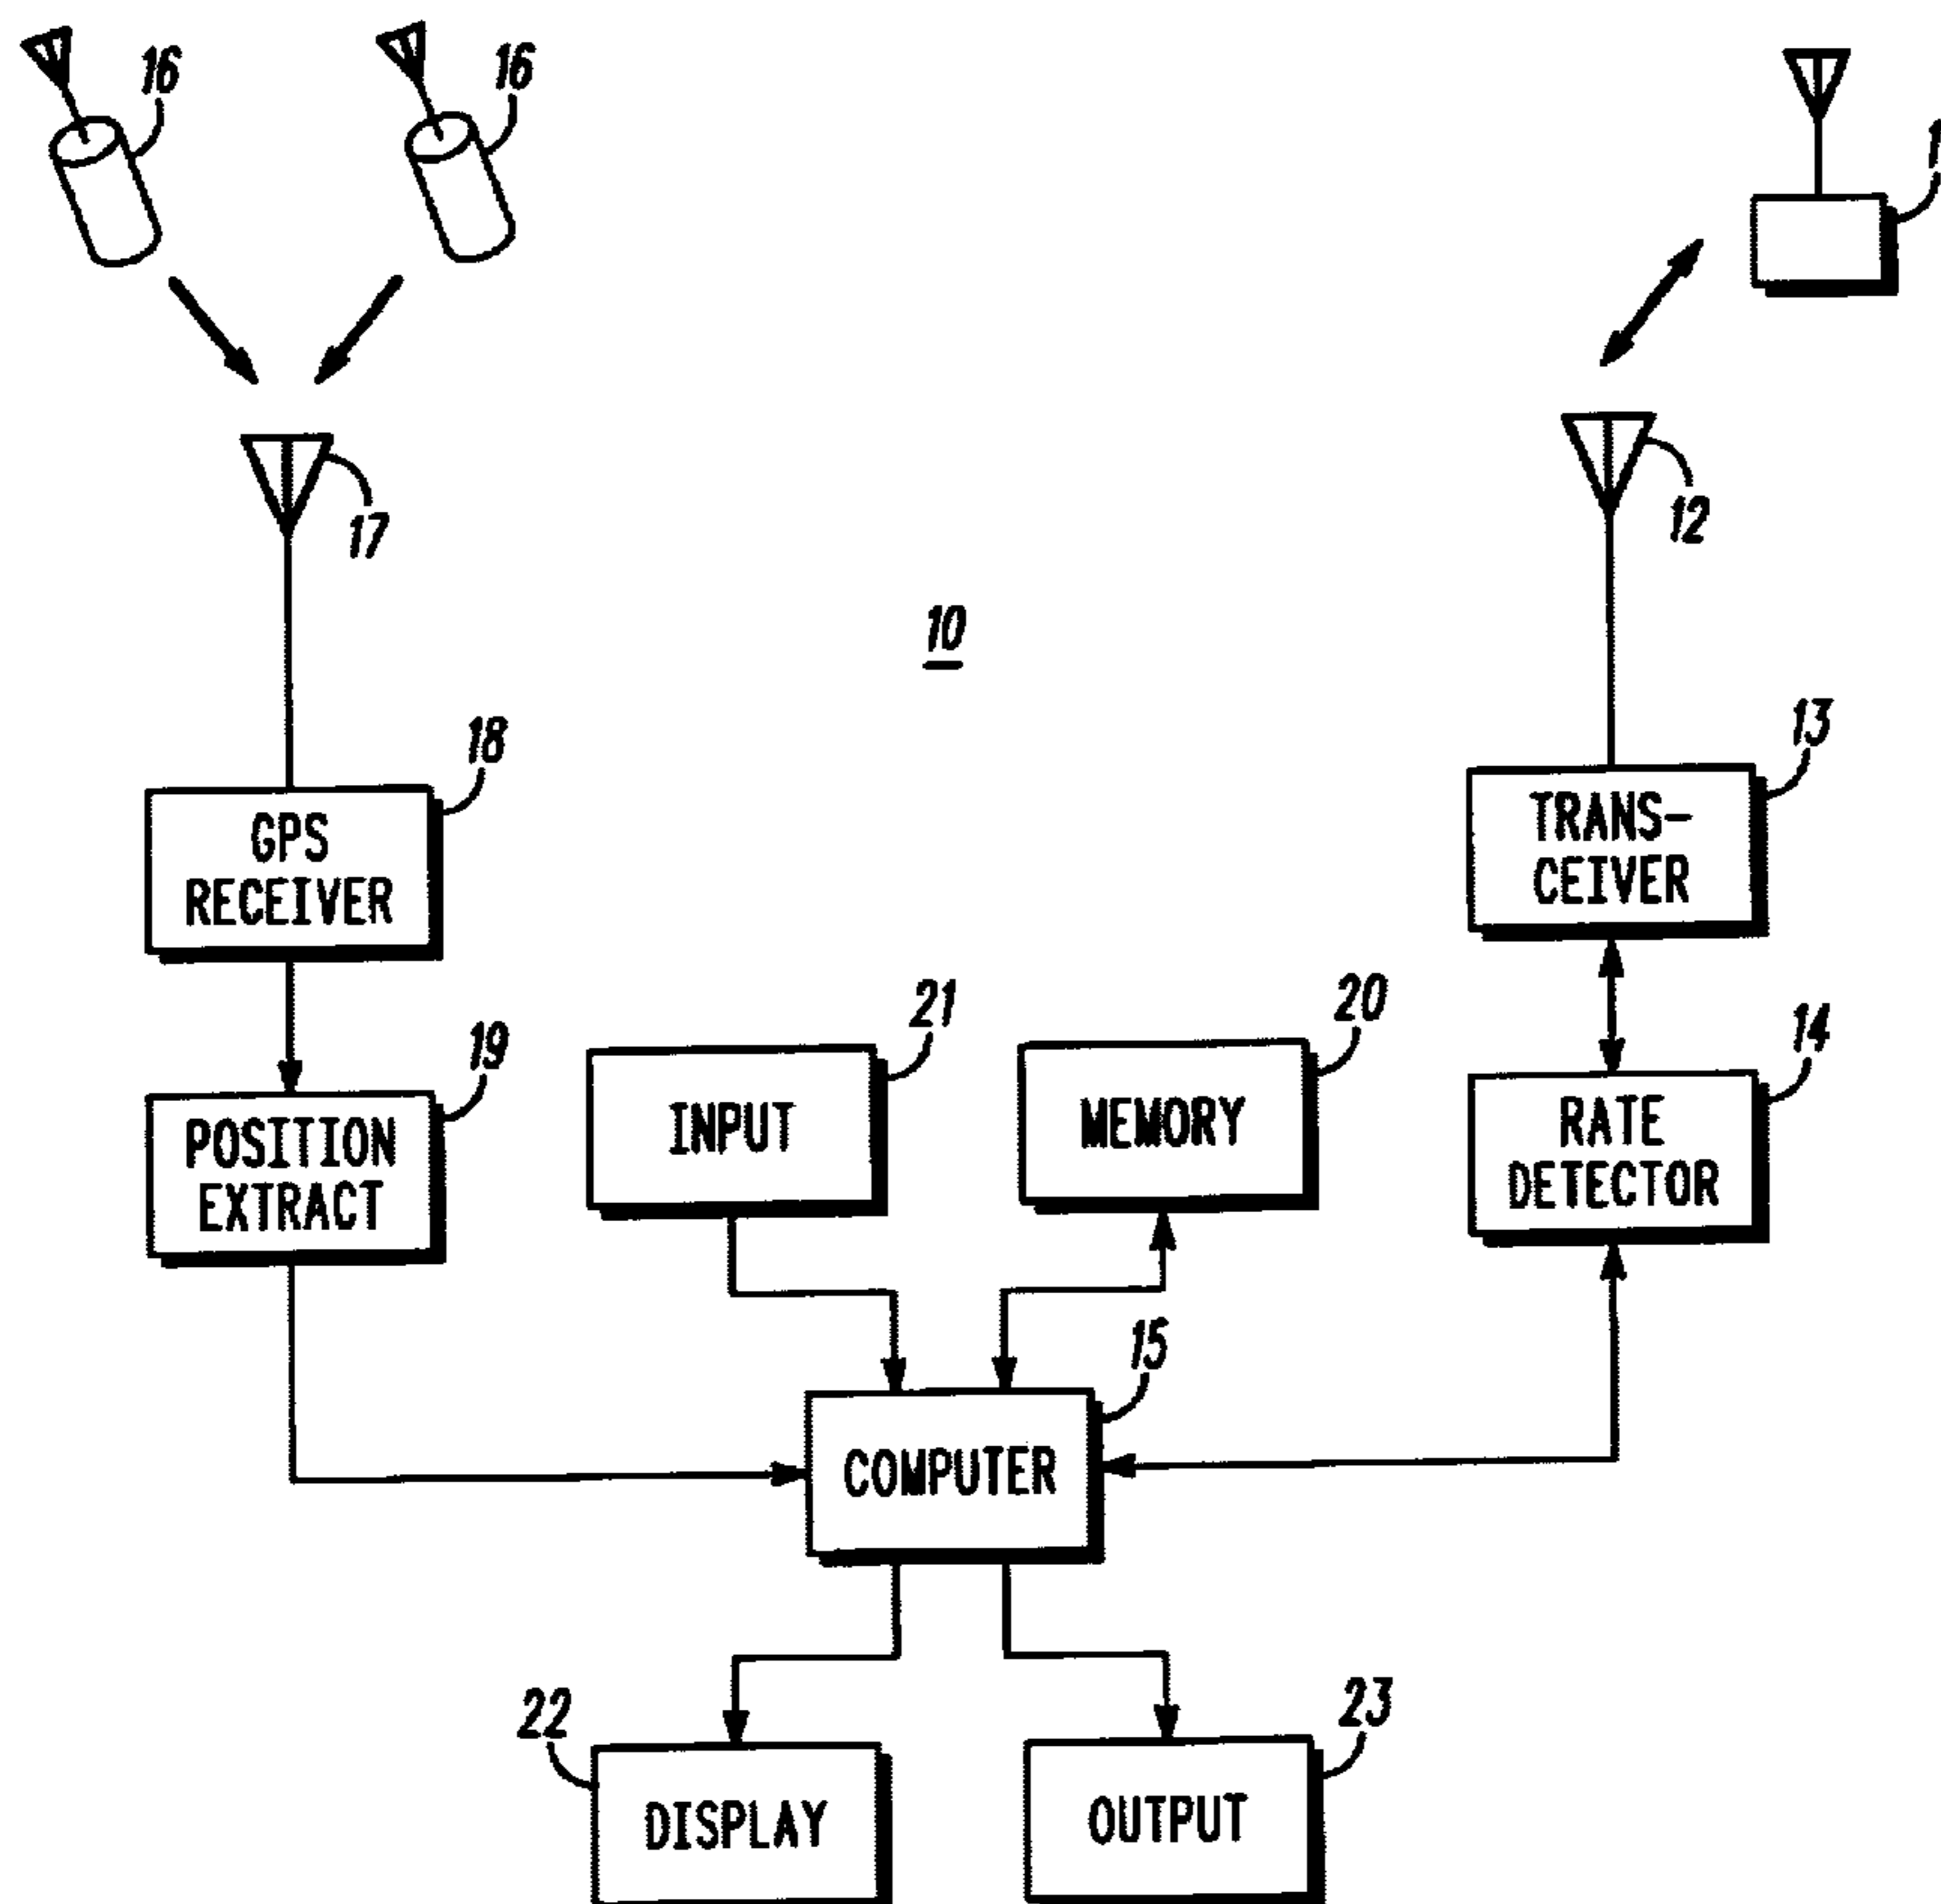 16
16
17
12
10
18
13
GPS
RECEIVER
TRANS-
CEIVER
21
20
19
14
POSITION
EXTRACT
INPUT
MEMORY
RATE
DETECTOR
15
COMPUTER
22
23
DISPLAY
OUTPUT